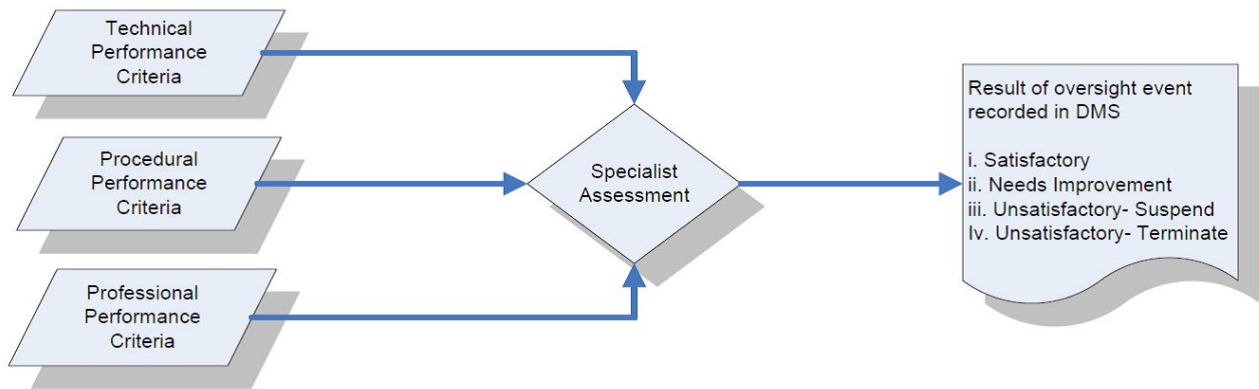 Technical
Performance
Criteria
Procedural
Performance
Criteria
Professional
Performance
Criteria
Specialist
Assessment
Result of oversight event
recorded in DMS
i. Satisfactory
ii. Needs Improvement
iii. Unsatisfactory- Suspend
Iv. Unsatisfactory- Terminate